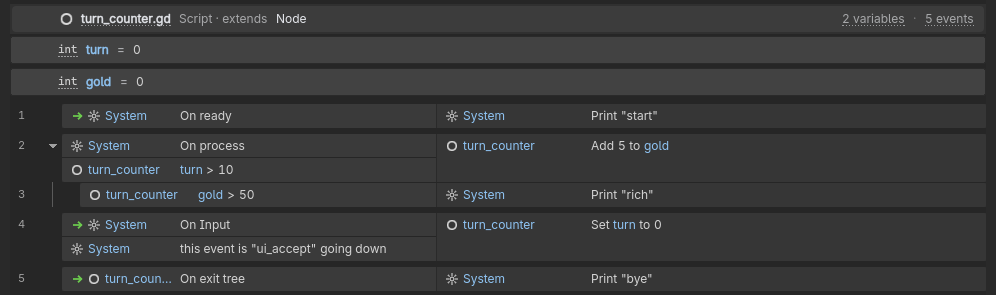 turn_counter.gd Script · extends Node 2 variables · 5 events
int turn = 0
int gold = 0
1 System On ready System Print "start"
2 System On process turn_counter Add 5 to gold
turn_counter turn > 10
3 turn_counter gold > 50 System Print "rich"
4 System On Input turn_counter Set turn to 0
System this event is "ui_accept" going down
5 turn_coun... On exit tree System Print "bye"